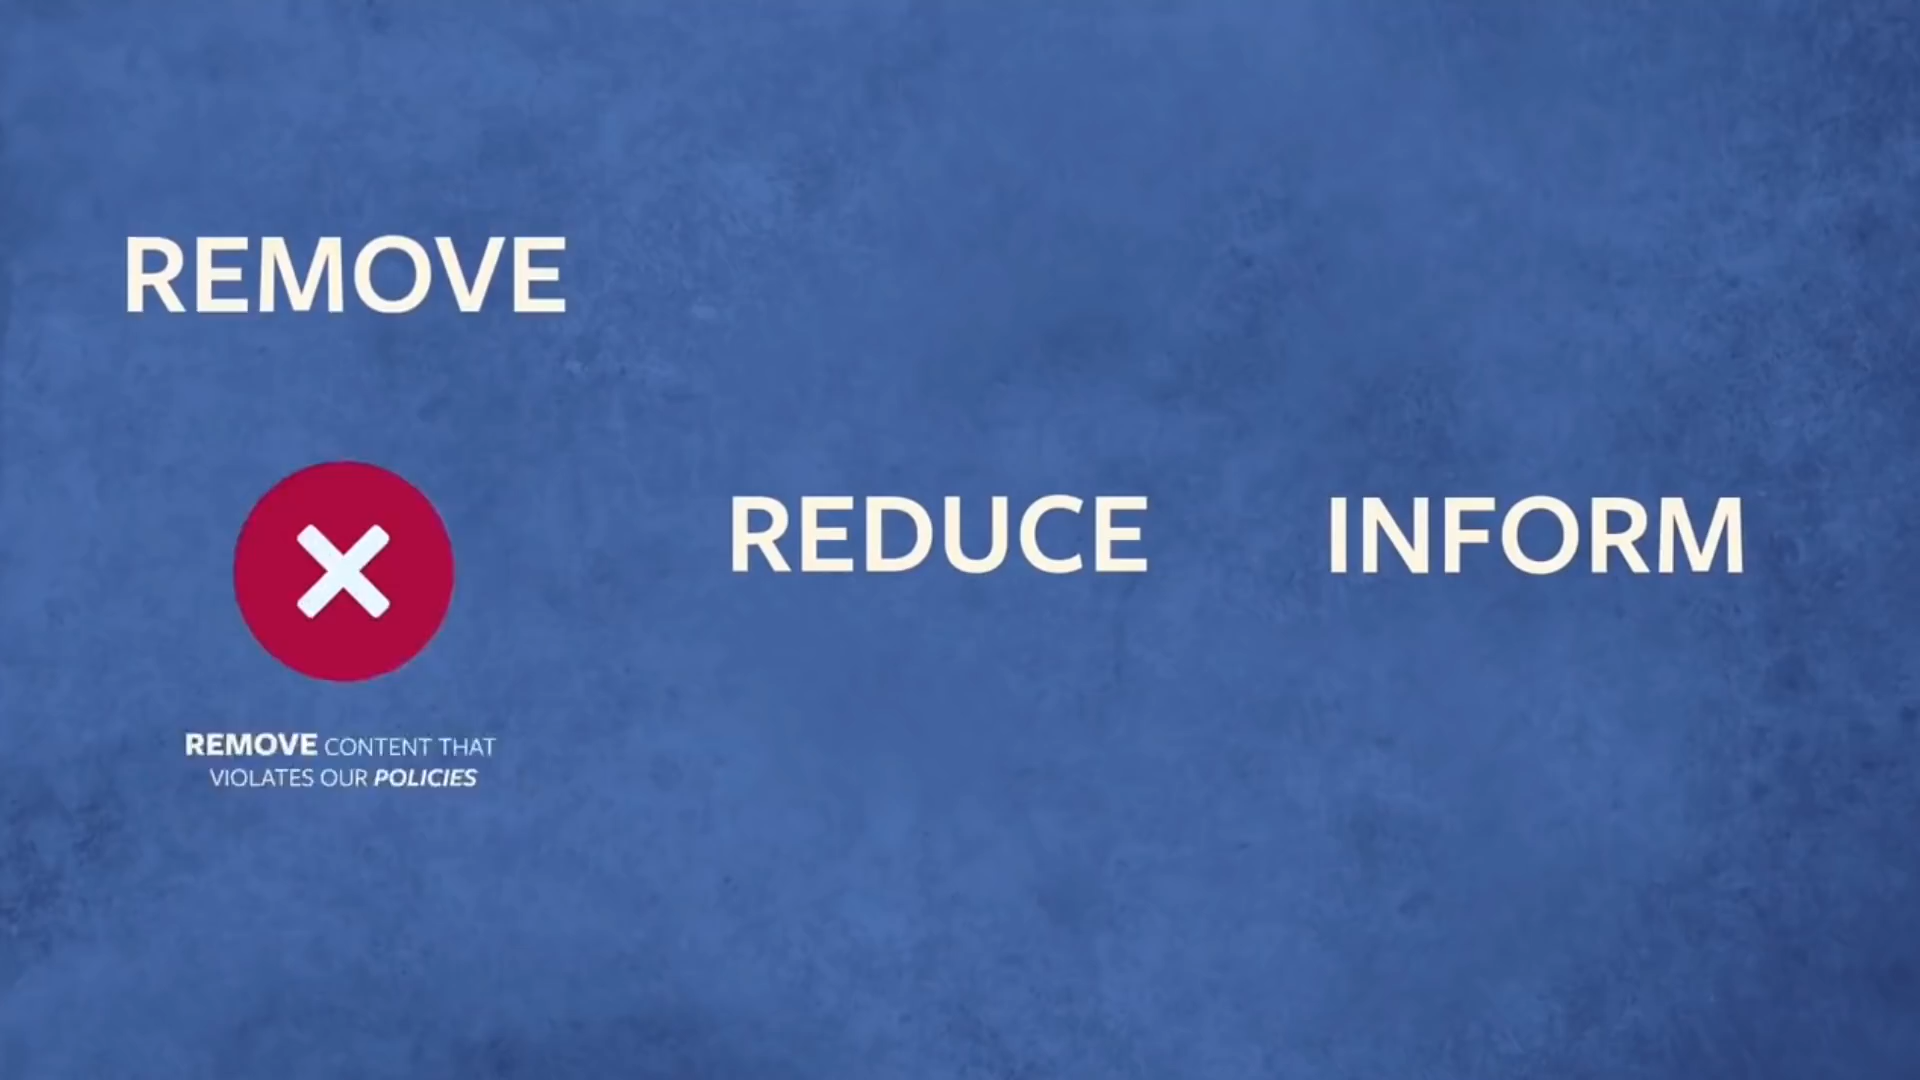 REMOVE
REMOVE CONTENT THAT
VIOLATES OUR POLICIES
REDUCE
INFORM